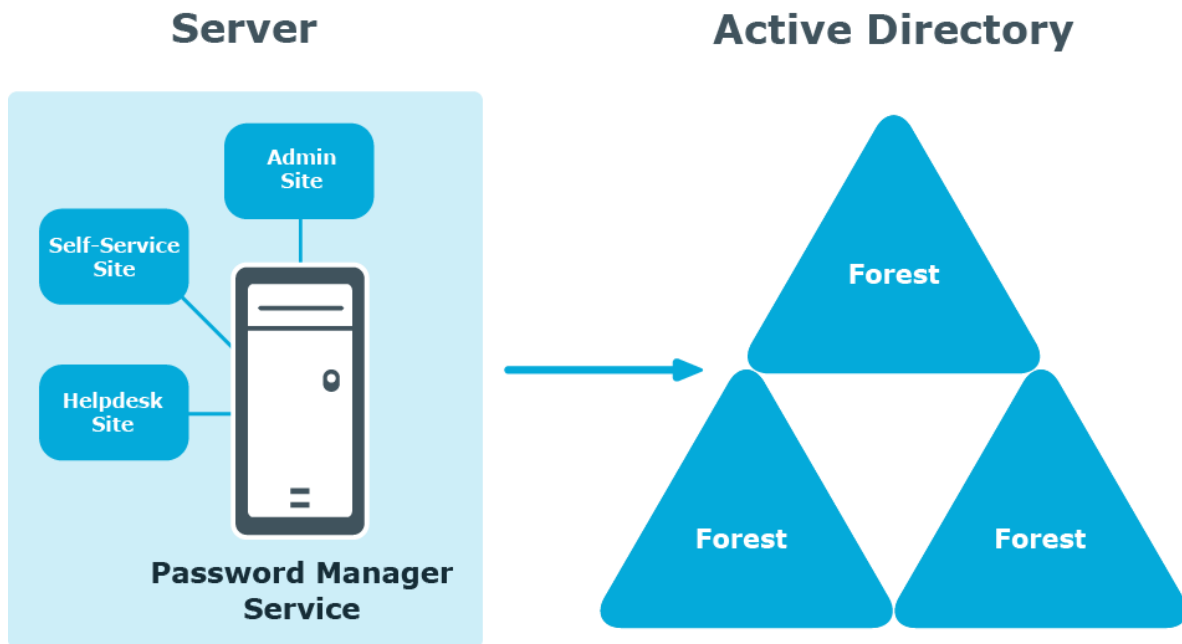 Server
Active Directory
Admin
Site
Self-Service
Site
Helpdesk
Site
Password Manager
Service
Forest
Forest
Forest